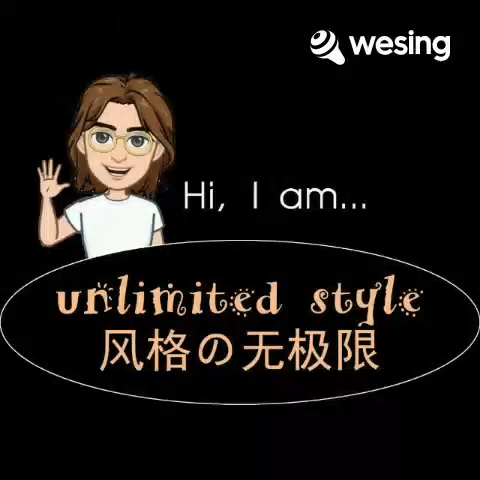 wesing
Hi, I am...
unlimited style
风格の无极限